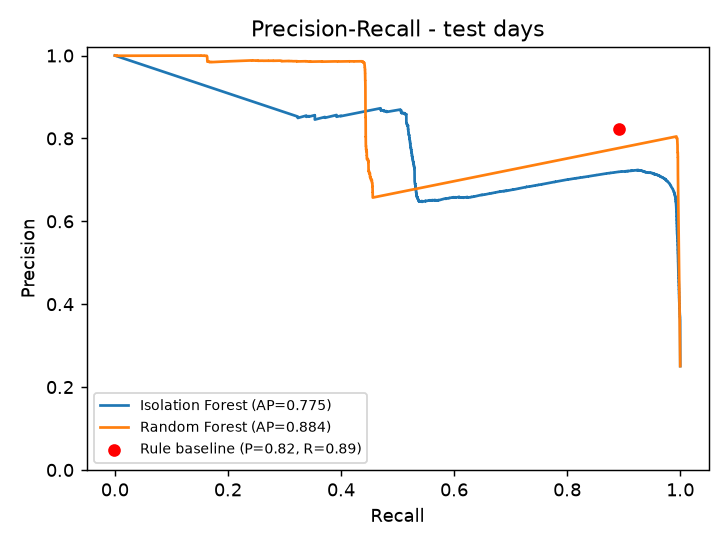 Precision-Recall - test days
1.0
0.8
0.6
0.4
0.2
0.0
Precision
Isolation Forest (AP=0.775)
Random Forest (AP=0.884)
Rule baseline (P=0.82, R=0.89)
0.0 0.2 0.4 0.6 0.8 1.0
Recall